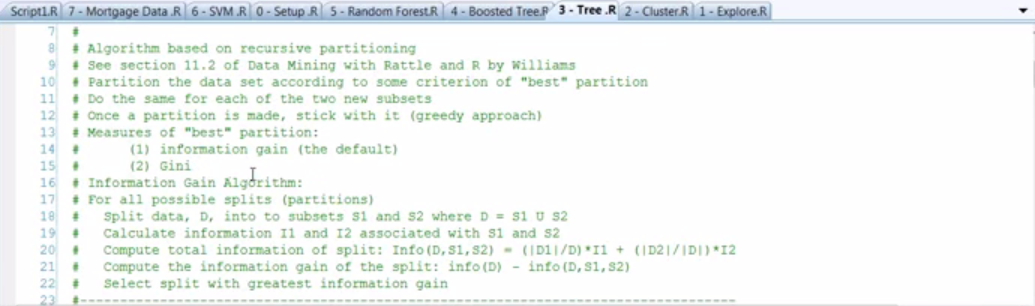 Script1.R 7 - Mortgage Data .R 6 - SVM .R 0 - Setup .R 5 - Random Forest.R 4 - Boosted Tree.R 3 - Tree .R 2 - Cluster.R 1 - Explore.R
7 #
8 # Algorithm based on recursive partitioning
9 # See section 11.2 of Data Mining with Rattle and R by Williams
10 # Partition the data set according to some criterion of "best" partition
11 # Do the same for each of the two new subsets
12 # Once a partition is made, stick with it (greedy approach)
13 # Measures of "best" partition:
14 # (1) information gain (the default)
15 # (2) Gini
16 # Information Gain Algorithm:
17 # For all possible splits (partitions)
18 # Split data, D, into to subsets S1 and S2 where D = S1 U S2
19 # Calculate information I1 and I2 associated with S1 and S2
20 # Compute total information of split: Info(D,S1,S2) = (|D1|/D)*I1 + (|D2|/|D|)*I2
21 # Compute the information gain of the split: info(D) - info(D,S1,S2)
22 # Select split with greatest information gain
23 #------------------------------------------------------------------------------